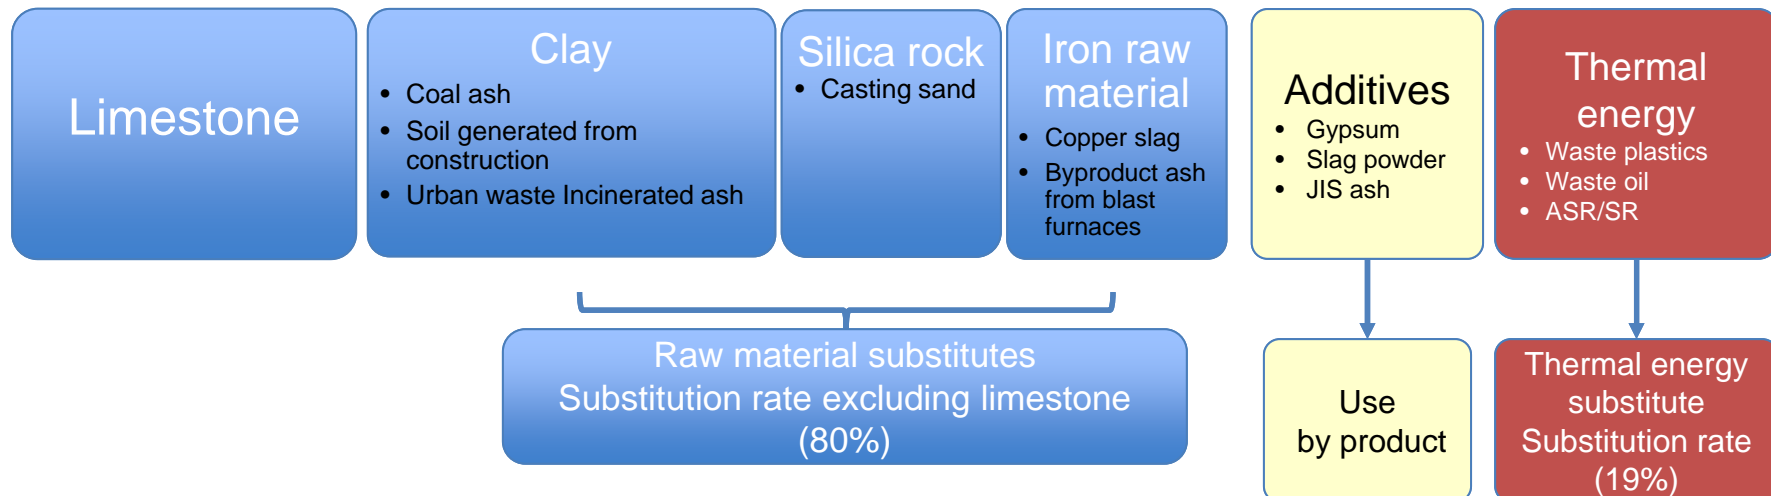 Limestone
Clay
• Coal ash
• Soil generated from
construction
• Urban waste Incinerated ash
Silica rock
• Casting sand
Iron raw
material
• Copper slag
• Byproduct ash
from blast
furnaces
Additives
• Gypsum
• Slag powder
• JIS ash
Thermal
energy
• Waste plastics
• Waste oil
• ASR/SR
Raw material substitutes
Substitution rate excluding limestone
(80%)
Use
by product
Thermal energy
substitute
Substitution rate
(19%)